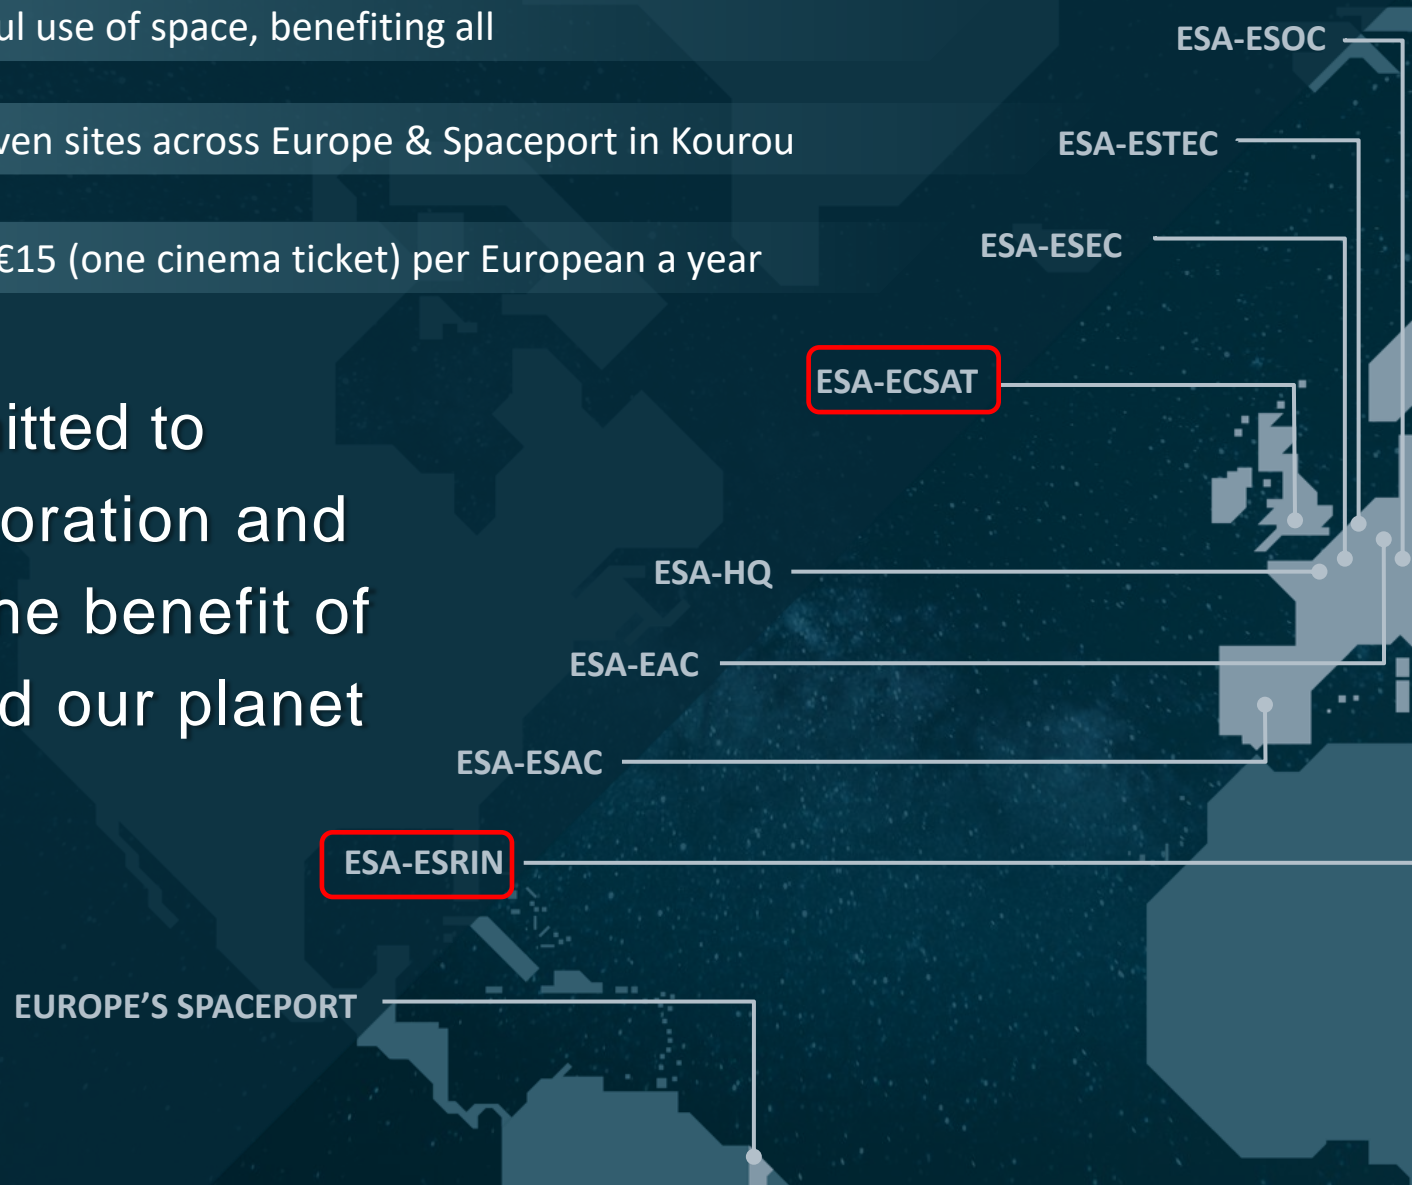 ul use of space, benefiting all
ven sites across Europe & Spaceport in Kourou
€15 (one cinema ticket) per European a year
itted to
oration and
ne benefit of
d our planet
ESA-ESOC
ESA-ESTEC
ESA-ESEC
ESA-ECSAT
ESA-HQ
ESA-EAC
ESA-ESAC
ESA-ESRIN
EUROPE’S SPACEPORT